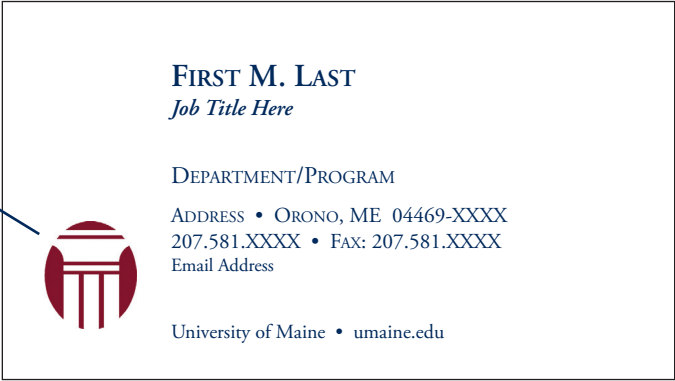 First M. Last
Job Title Here
Department/Program
Address • Orono, ME 04469-XXXX
207.581.XXXX • Fax: 207.581.XXXX
Email Address
University of Maine • umaine.edu